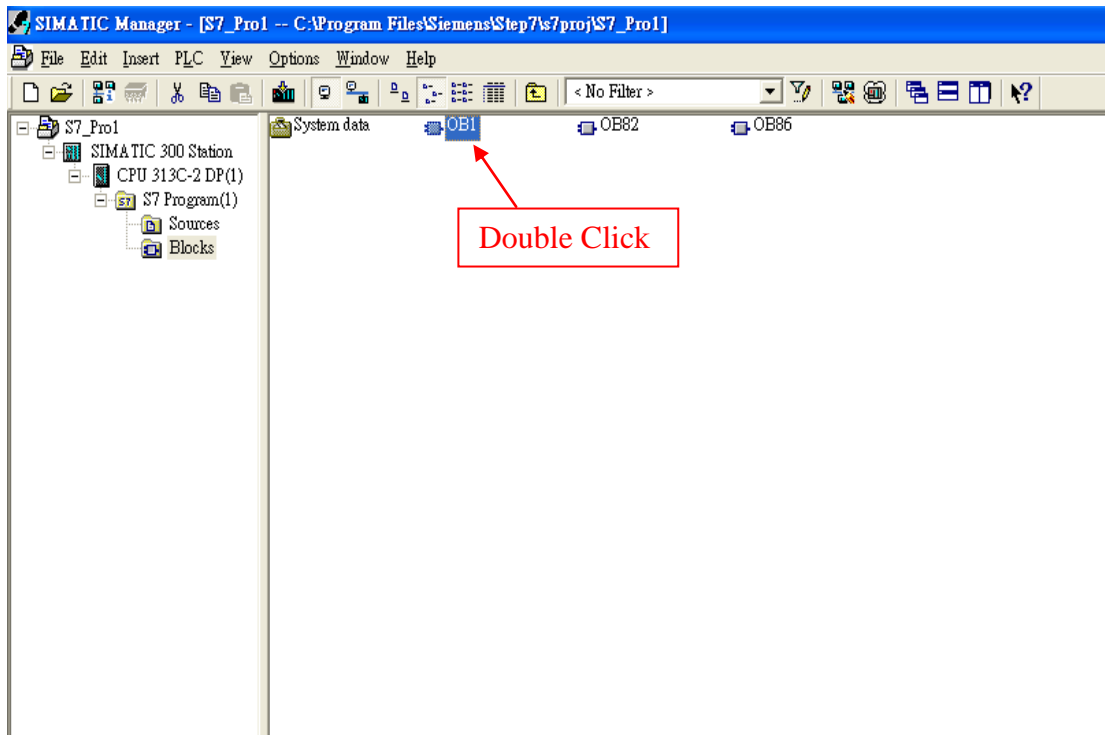 SIMATIC Manager - [S7_Pro1 -- C:\Program Files\Siemens\Step7\s7proj\S7_Pro1]
File Edit Insert PLC View Options Window Help
< No Filter >
S7_Pro1
SIMATIC 300 Station
CPU 313C-2 DP(1)
S7 Program(1)
Sources
Blocks
System data OB1 OB82 OB86
Double Click